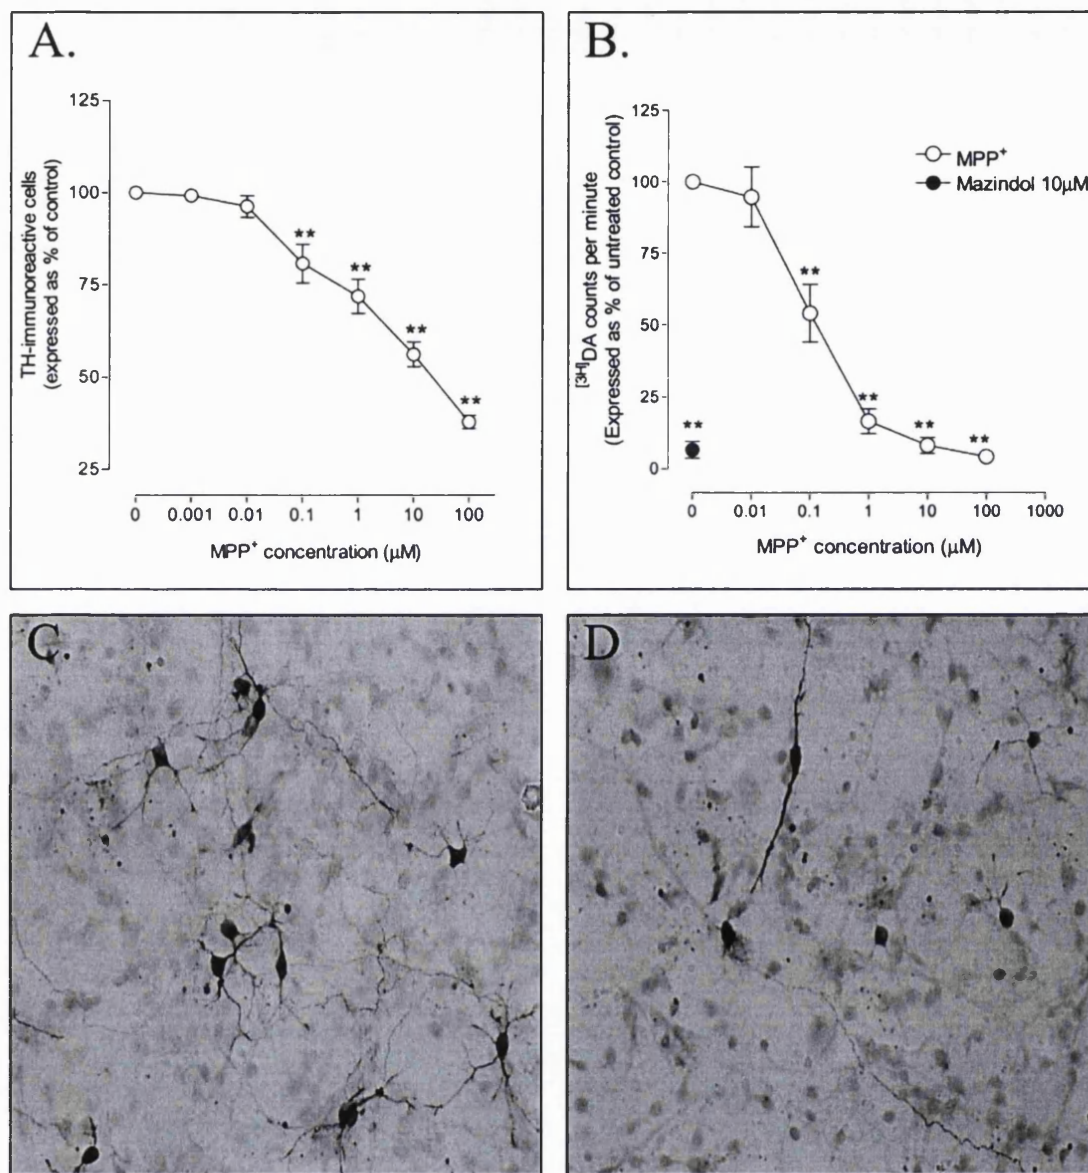 A.
TH-immunoreactive cells
(expressed as % of control)
125
100
75
50
25
**
**
**
**
0 0.001 0.01 0.1 1 10 100
MPP+ concentration (μM)
B.
[3H]DA counts per minute
(Expressed as % of untreated control)
125
100
75
50
25
0
MPP+
Mazindol 10μM
**
**
**
**
**
0 0.01 0.1 1 10 100 1000
MPP+ concentration (μM)
C
D